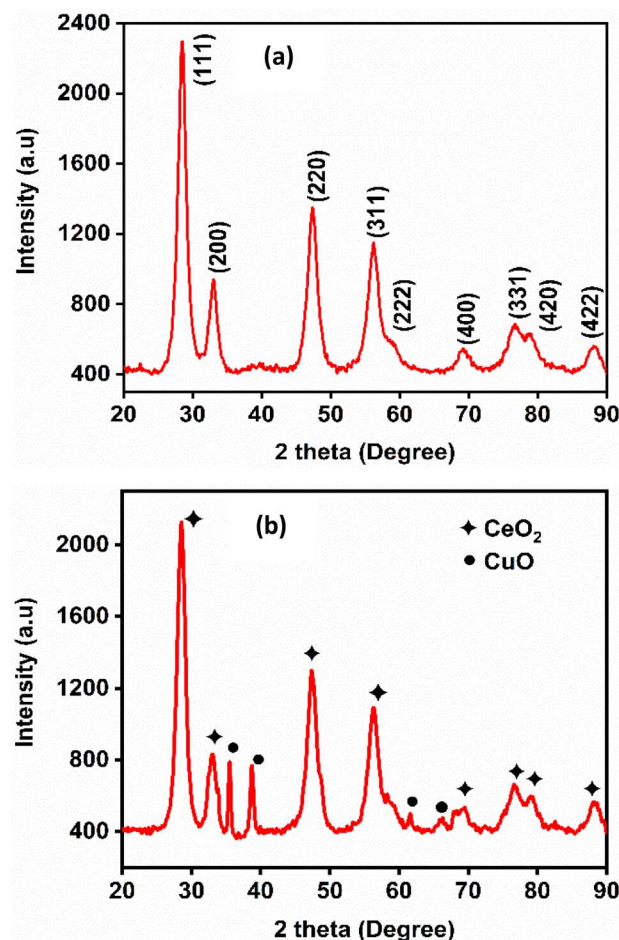 (a)
Intensity (a.u)
2400
2000
1600
1200
800
400
(111)
(200)
(220)
(311)
(222)
(400)
(331)
(420)
(422)
20 30 40 50 60 70 80 90
2 theta (Degree)
(b)
CeO₂
CuO
Intensity (a.u)
2000
1600
1200
800
400
20 30 40 50 60 70 80 90
2 theta (Degree)